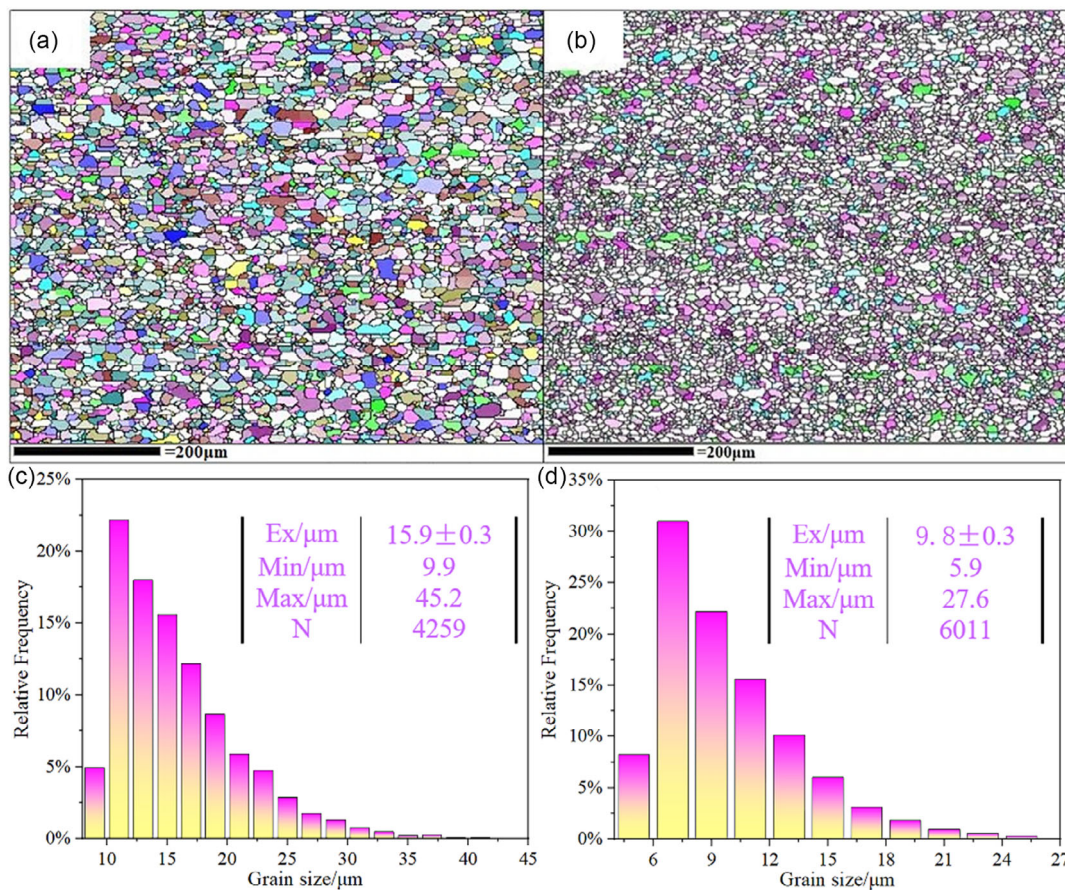 (a)
(b)
=200μm
=200μm
(c)
25%
20%
15%
10%
5%
0%
Relative Frequency
Ex/μm 15.9±0.3
Min/μm 9.9
Max/μm 45.2
N 4259
10 15 20 25 30 35 40 45
Grain size/μm
(d)
35%
30%
25%
20%
15%
10%
5%
0%
Relative Frequency
Ex/μm 9. 8±0.3
Min/μm 5.9
Max/μm 27.6
N 6011
6 9 12 15 18 21 24 27
Grain size/μm